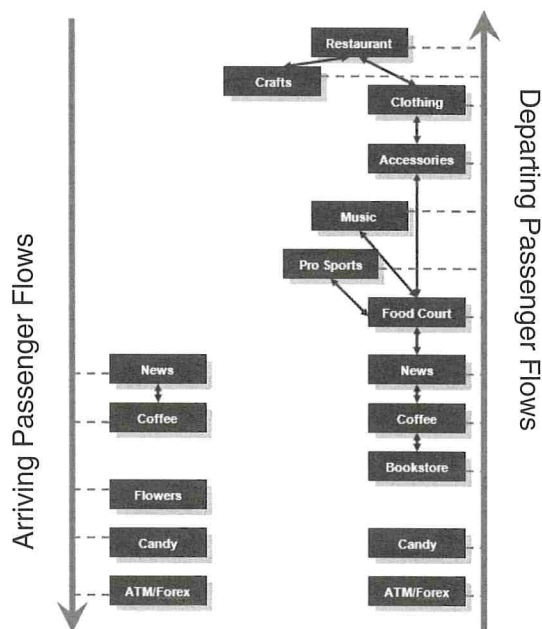 Arriving Passenger Flows
Restaurant
Crafts
Clothing
Accessories
Music
Pro Sports
Food Court
News
News
Coffee
Coffee
Bookstore
Flowers
Candy
Candy
ATM/Forex
ATM/Forex
Departing Passenger Flows